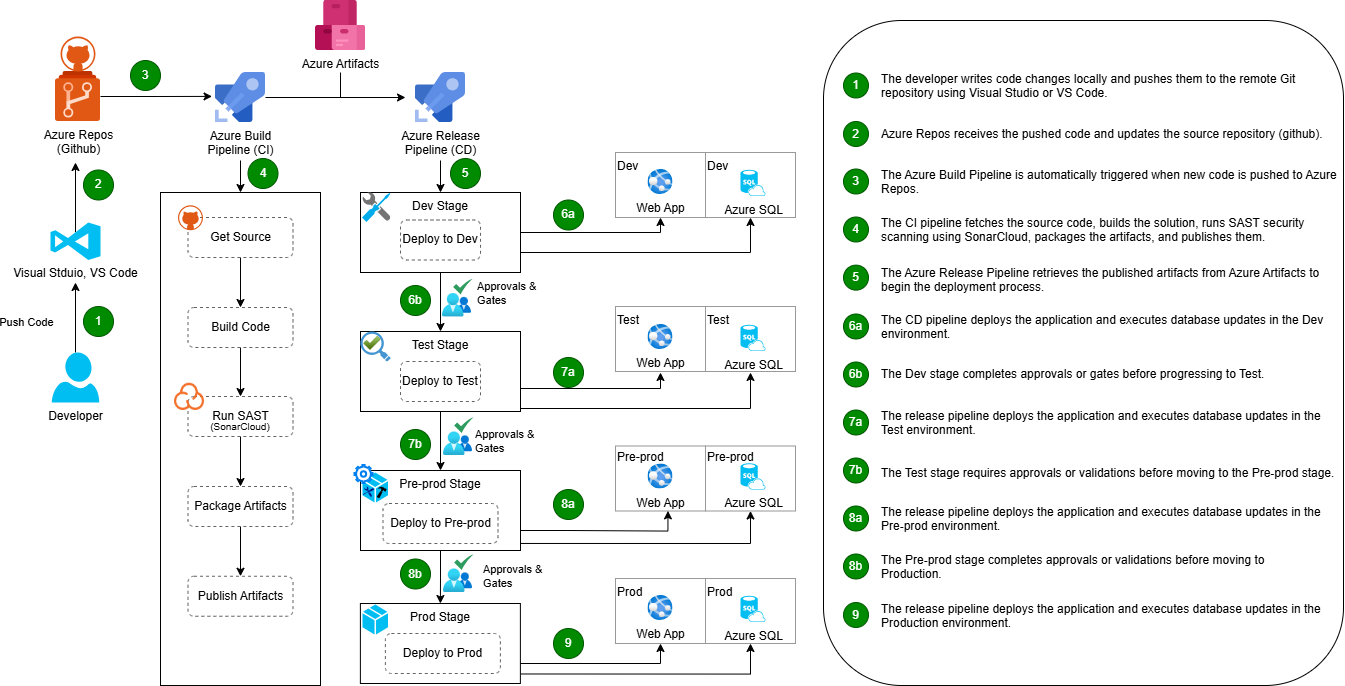 Azure Artifacts
3
Azure Repos
(Github)
Azure Build
Pipeline (CI)
Azure Release
Pipeline (CD)
2
4
5
Visual Stduio, VS Code
Push Code
1
Developer
Get Source
Build Code
Run SAST
(SonarCloud)
Package Artifacts
Publish Artifacts
Dev Stage
Deploy to Dev
6a
Dev
Web App
Dev
SQL
Azure SQL
6b
Approvals &
Gates
Test Stage
Deploy to Test
7a
Test
Web App
Test
SQL
Azure SQL
7b
Approvals &
Gates
Pre-prod Stage
Deploy to Pre-prod
8a
Pre-prod
Web App
Pre-prod
SQL
Azure SQL
8b
Approvals &
Gates
Prod Stage
Deploy to Prod
9
Prod
Web App
Prod
SQL
Azure SQL
1
The developer writes code changes locally and pushes them to the remote Git
repository using Visual Studio or VS Code.
2
Azure Repos receives the pushed code and updates the source repository (github).
3
The Azure Build Pipeline is automatically triggered when new code is pushed to Azure
Repos.
4
The CI pipeline fetches the source code, builds the solution, runs SAST security
scanning using SonarCloud, packages the artifacts, and publishes them.
5
The Azure Release Pipeline retrieves the published artifacts from Azure Artifacts to
begin the deployment process.
6a
The CD pipeline deploys the application and executes database updates in the Dev
environment.
6b
The Dev stage completes approvals or gates before progressing to Test.
7a
The release pipeline deploys the application and executes database updates in the
Test environment.
7b
The Test stage requires approvals or validations before moving to the Pre-prod stage.
8a
The release pipeline deploys the application and executes database updates in the
Pre-prod environment.
8b
The Pre-prod stage completes approvals or validations before moving to
Production.
9
The release pipeline deploys the application and executes database updates in the
Production environment.